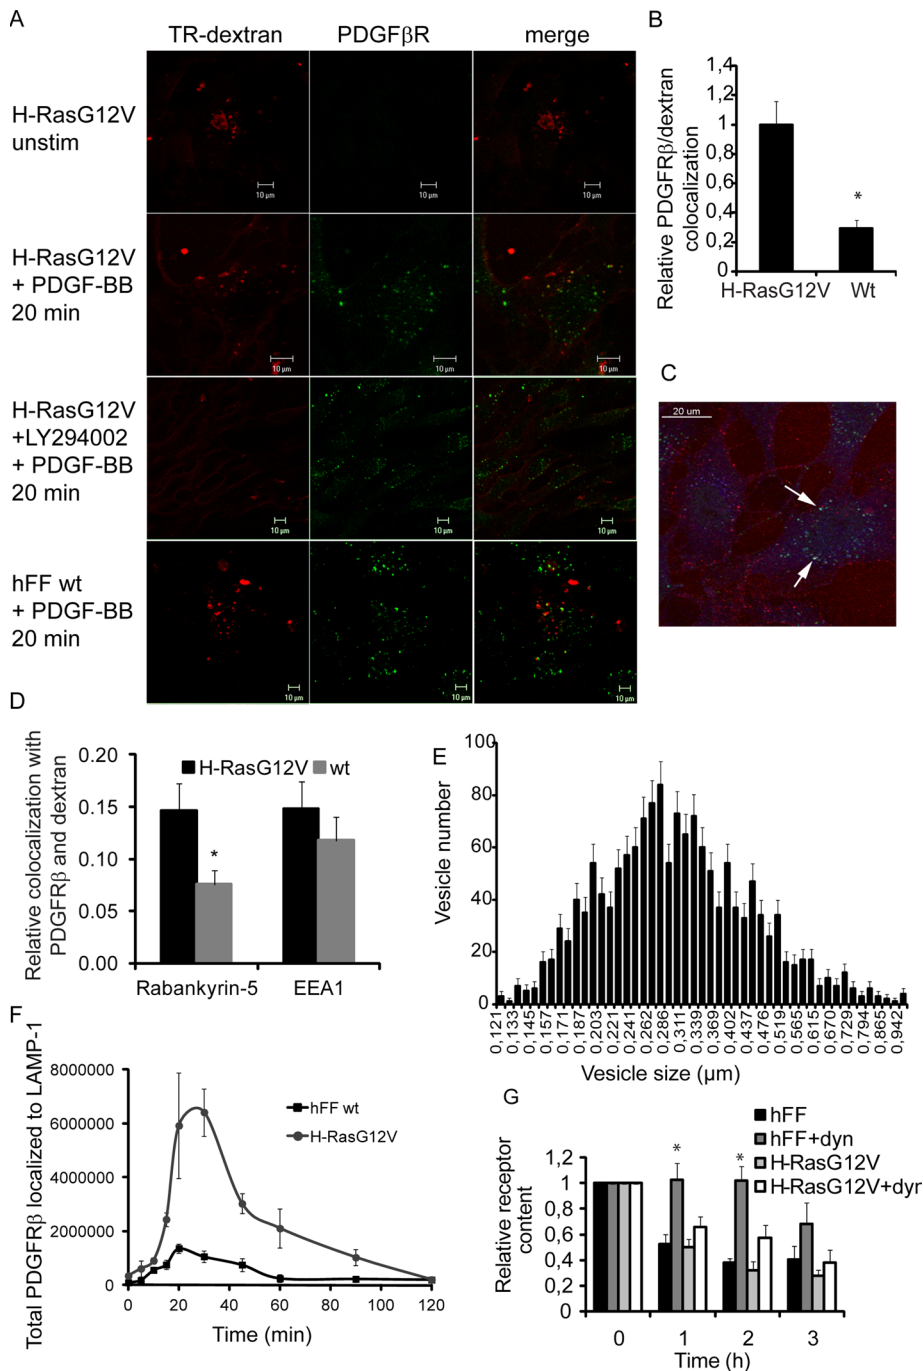 A
TR-dextran PDGFβR merge
H-RasG12V
unstim
10 µm 10 µm 10 µm
H-RasG12V
+ PDGF-BB
20 min
10 µm 10 µm 10 µm
H-RasG12V
+LY294002
+ PDGF-BB
20 min
10 µm 10 µm 10 µm
hFF wt
+ PDGF-BB
20 min
10 µm 10 µm 10 µm
B
Relative PDGFRβ/dextran
colocalization
1,4
1,2
1
0,8
0,6
0,4
0,2
0
*
H-RasG12V Wt
C
20 um
D
Relative colocalization with
PDGFRβ and dextran
0.20
0.15
0.10
0.05
0.00
H-RasG12V wt
*
Rabankyrin-5 EEA1
E
Vesicle number
100
80
60
40
20
0
0,121 0,133 0,145 0,157 0,171 0,187 0,203 0,221 0,241 0,262 0,286 0,311 0,339 0,369 0,402 0,437 0,476 0,519 0,565 0,615 0,670 0,729 0,794 0,865 0,942
Vesicle size (µm)
F
Total PDGFRβ localized to LAMP-1
8000000
6000000
4000000
2000000
0
hFF wt
H-RasG12V
0 20 40 60 80 100 120
Time (min)
G
hFF
hFF+dyn
H-RasG12V
H-RasG12V+dyn
Relative receptor
content
1,2
1
0,8
0,6
0,4
0,2
0
* *
0 1 2 3
Time (h)